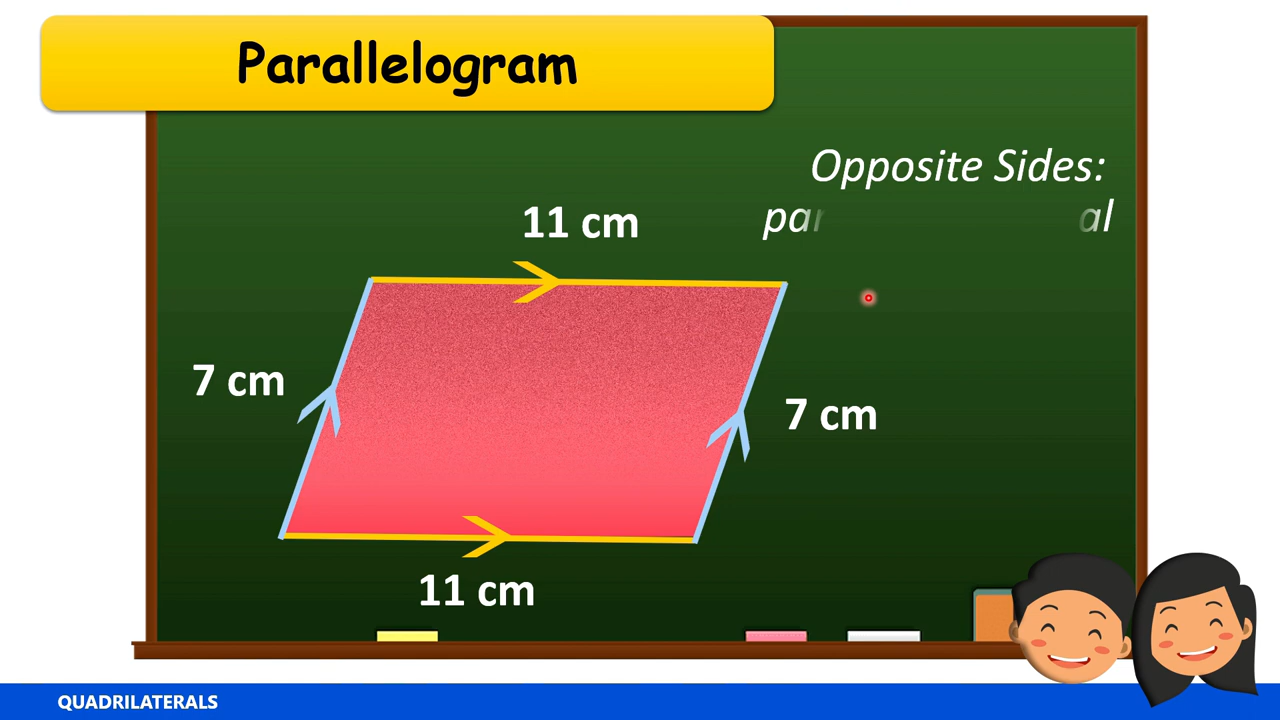 Parallelogram
Opposite Sides:
11 cm
7 cm
7 cm
11 cm
QUADRILATERALS